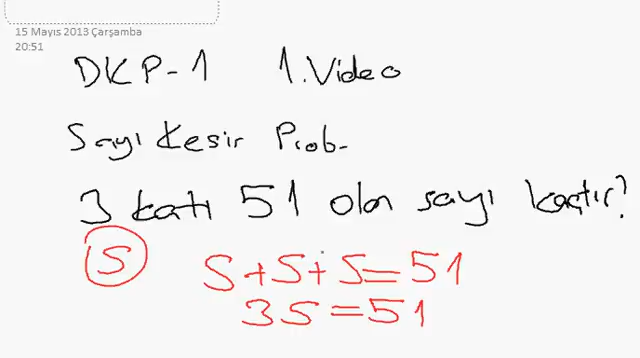 15 Mayıs 2013 Çarşamba
20:51
DKP-1 1.Video
Sayı Kesir Prob.
3 katı 51 olan sayı kaçtır?
S S+S+S=51
3S=51